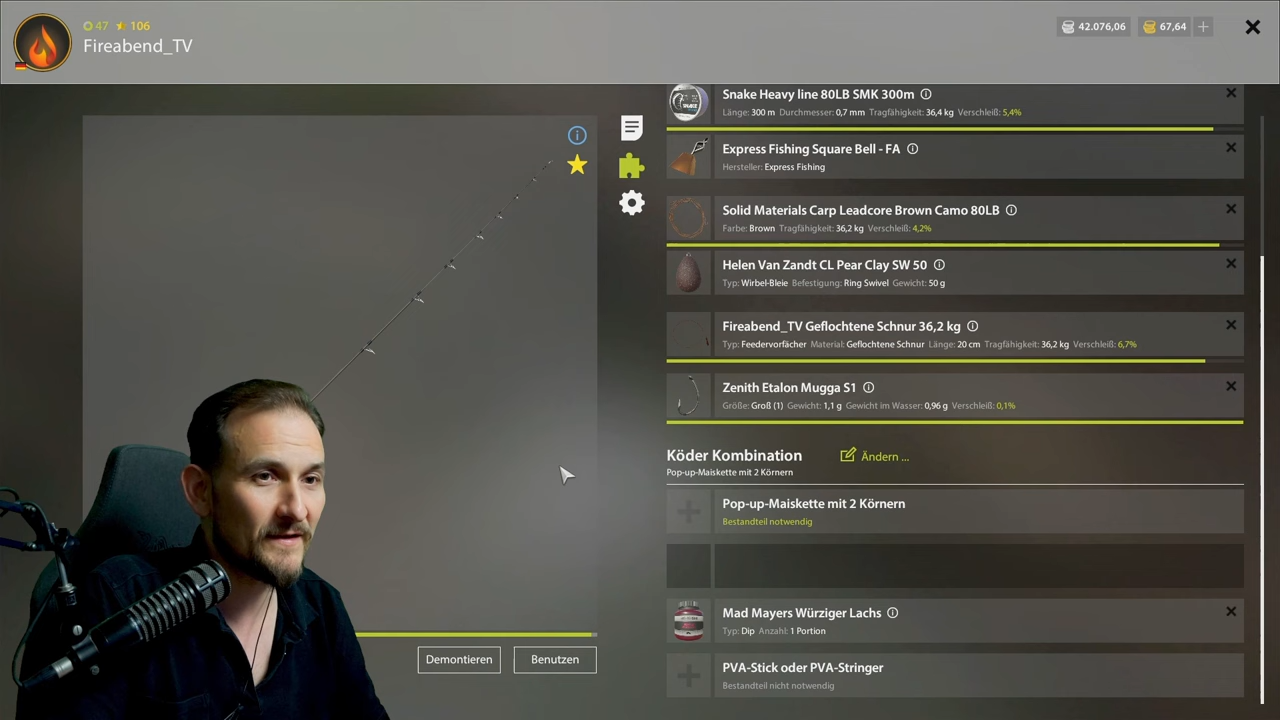 47 106
Fireabend_TV
42.076,06
67,64
Snake Heavy line 80LB SMK 300m
Länge: 300 m Durchmesser: 0,7 mm Tragfähigkeit: 36,4 kg Verschleiß: 5,4%
Express Fishing Square Bell - FA
Hersteller: Express Fishing
Solid Materials Carp Leadcore Brown Camo 80LB
Farbe: Brown Tragfähigkeit: 36,2 kg Verschleiß: 4,2%
Helen Van Zandt CL Pear Clay SW 50
Typ: Wirbel-Bleie Befestigung: Ring Swivel Gewicht: 50 g
Fireabend_TV Geflochtene Schnur 36,2 kg
Typ: Feedervorfächer Material: Geflochtene Schnur Länge: 20 cm Tragfähigkeit: 36,2 kg Verschleiß: 6,7%
Zenith Etalon Mugga S1
Größe: Groß (1) Gewicht: 1,1 g Gewicht im Wasser: 0,96 g Verschleiß: 0,1%
Köder Kombination
Ändern ...
Pop-up-Maiskette mit 2 Körnern
Pop-up-Maiskette mit 2 Körnern
Bestandteil notwendig
Mad Mayers Würziger Lachs
Typ: Dip Anzahl: 1 Portion
PVA-Stick oder PVA-Stringer
Bestandteil nicht notwendig
Demontieren
Benutzen